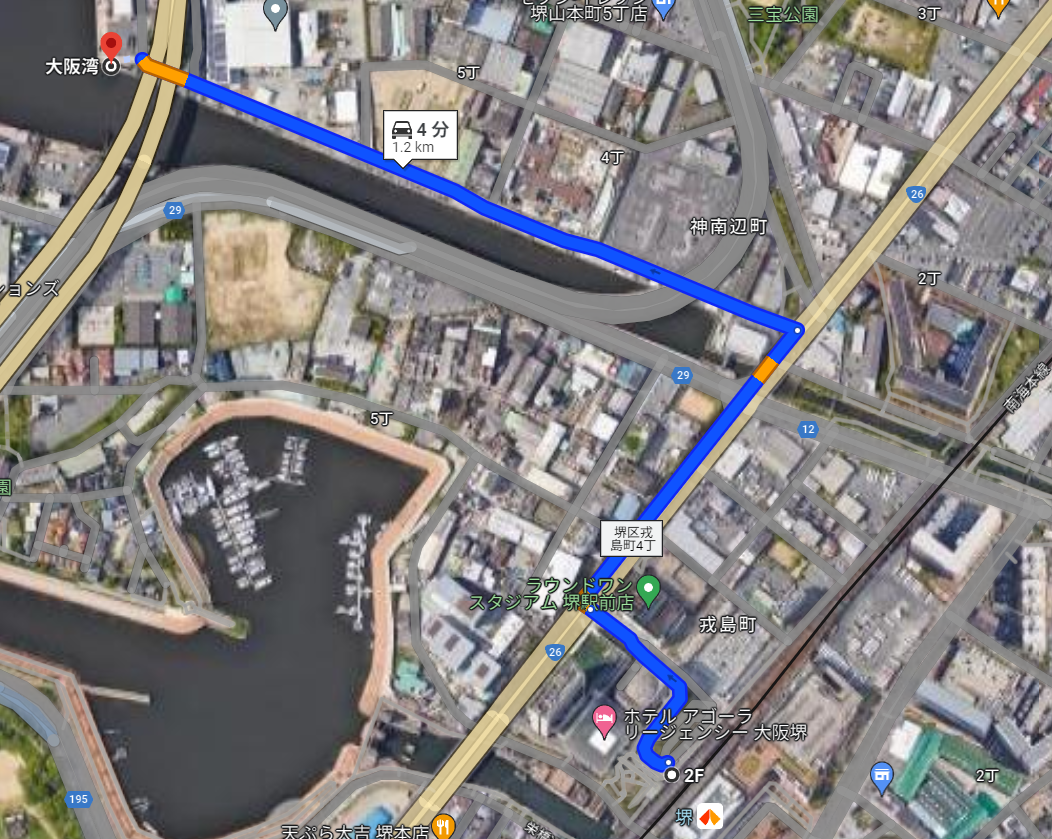 堺山本町5丁店
三宝公園
3丁
大阪湾
5丁
4 分
1.2 km
4丁
26
29
神南辺町
2丁
ションズ
29
南海本線
5丁
12
園
堺区戎
島町4丁
ラウンドワン
スタジアム 堺駅前店
戎島町
26
ホテル アゴーラ
リージェンシー 大阪堺
2F
2丁
195
堺
天ぷら大吉 堺本店